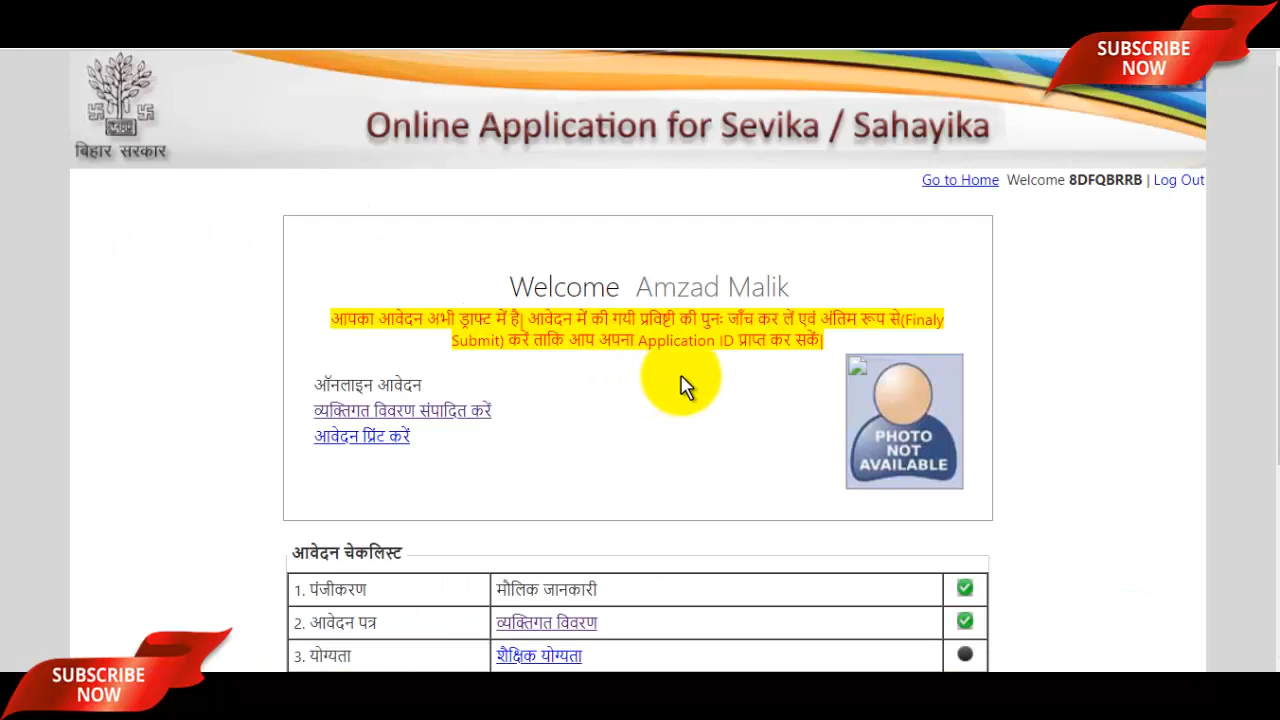 SUBSCRIBE
NOW
Online Application for Sevika / Sahayika
बिहार सरकार
Go to Home Welcome 8DFQBRRB | Log Out
Welcome Amzad Malik
आपका आवेदन अभी ड्राफ्ट में है| आवेदन में की गयी प्रविष्टी की पुनः जाँच कर लें एवं अंतिम रूप से(Finaly
Submit) करें ताकि आप अपना Application ID प्राप्त कर सकें|
ऑनलाइन आवेदन
व्यक्तिगत विवरण संपादित करें
आवेदन प्रिंट करें
PHOTO
NOT
AVAILABLE
आवेदन चेकलिस्ट
1. पंजीकरण मौलिक जानकारी
2. आवेदन पत्र व्यक्तिगत विवरण
3. योग्यता शैक्षिक योग्यता
SUBSCRIBE
NOW